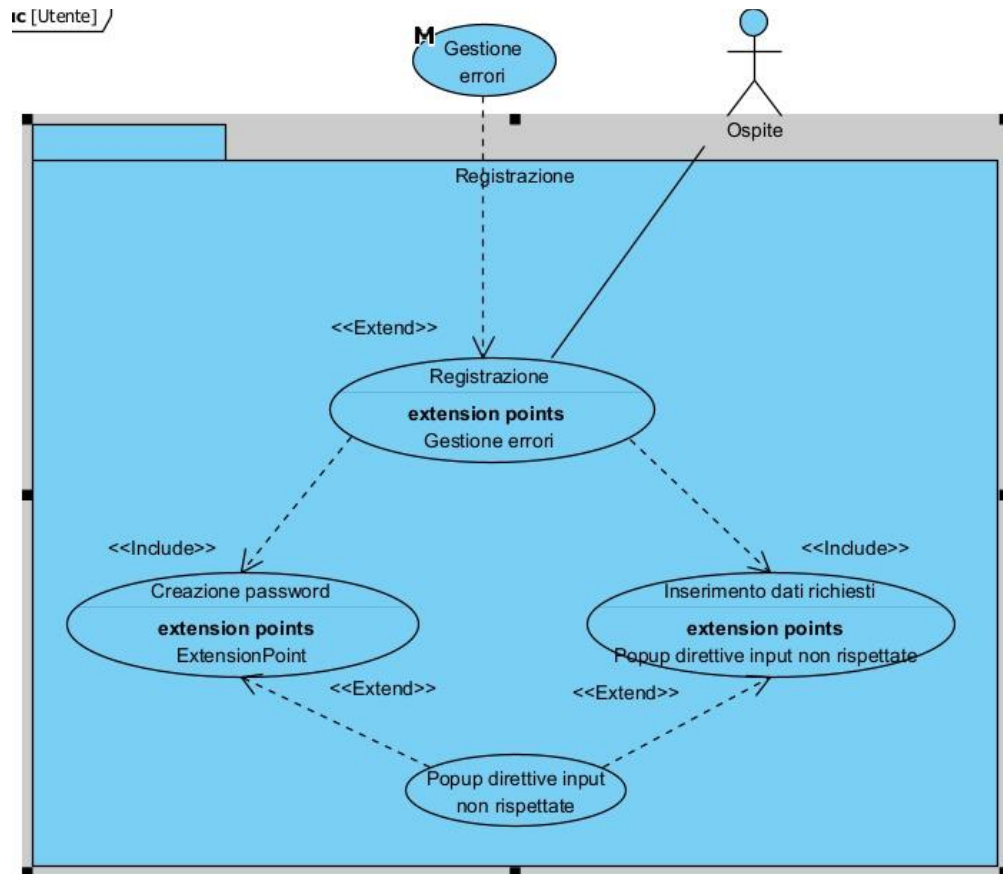 uc [Utente]
M
Gestione
errori
Ospite
Registrazione
<<Extend>>
Registrazione
extension points
Gestione errori
<<Include>>
<<Include>>
Creazione password
extension points
ExtensionPoint
Inserimento dati richiesti
extension points
Popup direttive input non rispettate
<<Extend>>
<<Extend>>
Popup direttive input
non rispettate